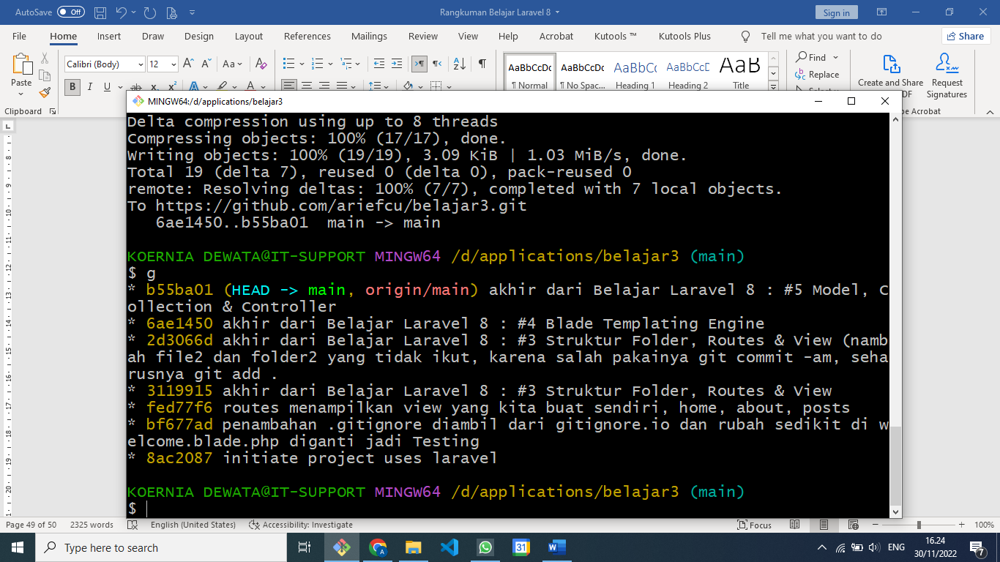 AutoSave Off
Rangkuman Belajar Laravel 8
Sign in
File Home Insert Draw Design Layout References Mailings Review View Help Acrobat Kutools ™ Kutools Plus Tell me what you want to do Share
Paste
Clipboard
Calibri (Body) 12 Aa
B I U ab x A A
AaBbCcDc AaBbCcDc AaBbCc AaBbCcD AaB
¶ Normal ¶ No Spac... Heading 1 Heading 2 Title
Find
Replace
Create and Share
Request
Signatures
MINGW64:/d/applications/belajar3
Delta compression using up to 8 threads
Compressing objects: 100% (17/17), done.
Writing objects: 100% (19/19), 3.09 KiB | 1.03 MiB/s, done.
Total 19 (delta 7), reused 0 (delta 0), pack-reused 0
remote: Resolving deltas: 100% (7/7), completed with 7 local objects.
To https://github.com/ariefcu/belajar3.git
6ae1450..b55ba01 main -> main
KOERNIA DEWATA@IT-SUPPORT MINGW64 /d/applications/belajar3 (main)
$ g
* b55ba01 (HEAD -> main, origin/main) akhir dari Belajar Laravel 8 : #5 Model, C
ollection & Controller
* 6ae1450 akhir dari Belajar Laravel 8 : #4 Blade Templating Engine
* 2d3066d akhir dari Belajar Laravel 8 : #3 Struktur Folder, Routes & View (namb
ah file2 dan folder2 yang tidak ikut, karena salah pakainya git commit -am, seha
rusnya git add .
* 3119915 akhir dari Belajar Laravel 8 : #3 Struktur Folder, Routes & View
* fed77f6 routes menampilkan view yang kita buat sendiri, home, about, posts
* bf677ad penambahan .gitignore diambil dari gitignore.io dan rubah sedikit di w
elcome.blade.php diganti jadi Testing
* 8ac2087 initiate project uses laravel
KOERNIA DEWATA@IT-SUPPORT MINGW64 /d/applications/belajar3 (main)
$
Page 49 of 50 2325 words English (United States) Accessibility: Investigate Focus 100%
Type here to search
31
ENG
16.24
30/11/2022
7